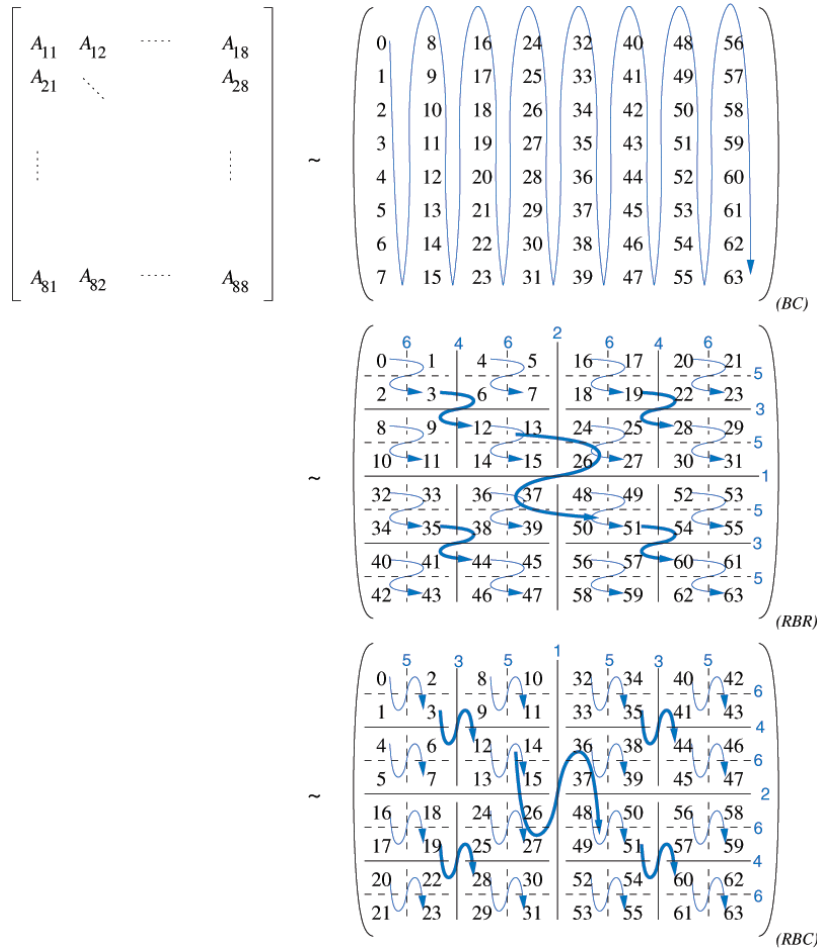 A11 A12 ..... A18
A21 A28
A81 A82 ..... A88
~
0 8 16 24 32 40 48 56
1 9 17 25 33 41 49 57
2 10 18 26 34 42 50 58
3 11 19 27 35 43 51 59
4 12 20 28 36 44 52 60
5 13 21 29 37 45 53 61
6 14 22 30 38 46 54 62
7 15 23 31 39 47 55 63
(BC)
~
6 4 6 2 6 4 6
0 1 4 5 16 17 20 21
5
2 3 6 7 18 19 22 23
3
8 9 12 13 24 25 28 29
5
10 11 14 15 26 27 30 31
1
32 33 36 37 48 49 52 53
5
34 35 38 39 50 51 54 55
3
40 41 44 45 56 57 60 61
5
42 43 46 47 58 59 62 63
(RBR)
~
5 3 5 1 5 3 5
0 2 8 10 32 34 40 42
6
1 3 9 11 33 35 41 43
4
4 6 12 14 36 38 44 46
6
5 7 13 15 37 39 45 47
2
16 18 24 26 48 50 56 58
6
17 19 25 27 49 51 57 59
4
20 22 28 30 52 54 60 62
6
21 23 29 31 53 55 61 63
(RBC)